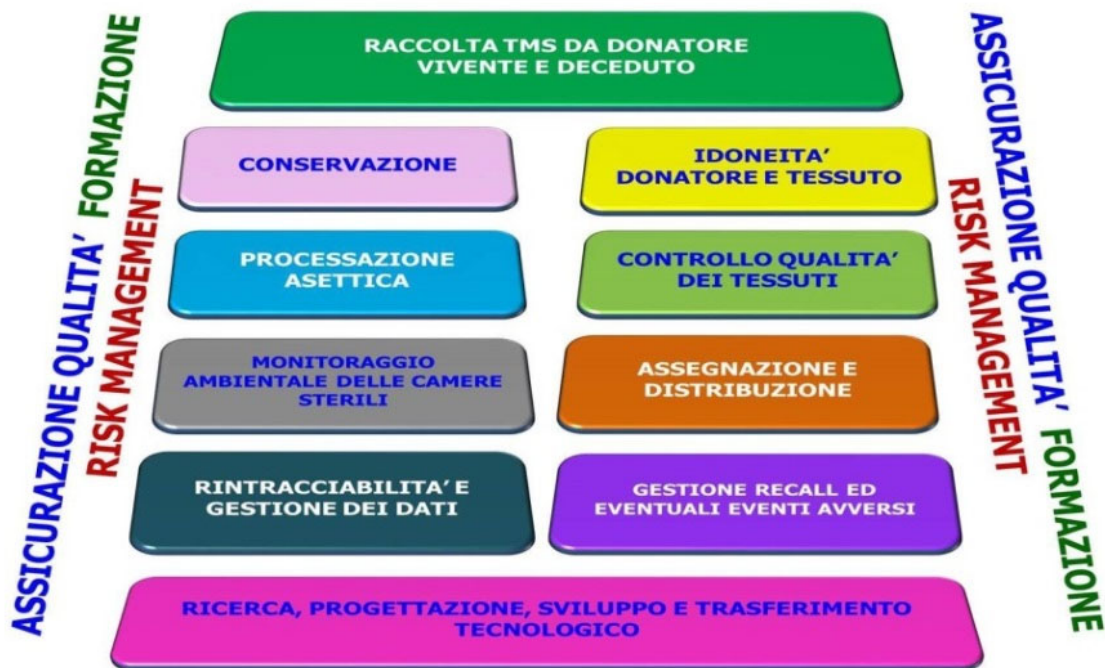 RACCOLTA TMS DA DONATORE
VIVENTE E DECEDUTO
CONSERVAZIONE
IDONEITA’
DONATORE E TESSUTO
PROCESSAZIONE
ASETTICA
CONTROLLO QUALITA’
DEI TESSUTI
MONITORAGGIO
AMBIENTALE DELLE CAMERE
STERILI
ASSEGNAZIONE E
DISTRIBUZIONE
RINTRACCIABILITA’ E
GESTIONE DEI DATI
GESTIONE RECALL ED
EVENTUALI EVENTI AVVERSI
RICERCA, PROGETTAZIONE, SVILUPPO E TRASFERIMENTO
TECNOLOGICO
ASSICURAZIONE QUALITA’ FORMAZIONE
RISK MANAGEMENT
ASSICURAZIONE QUALITA’ FORMAZIONE
RISK MANAGEMENT